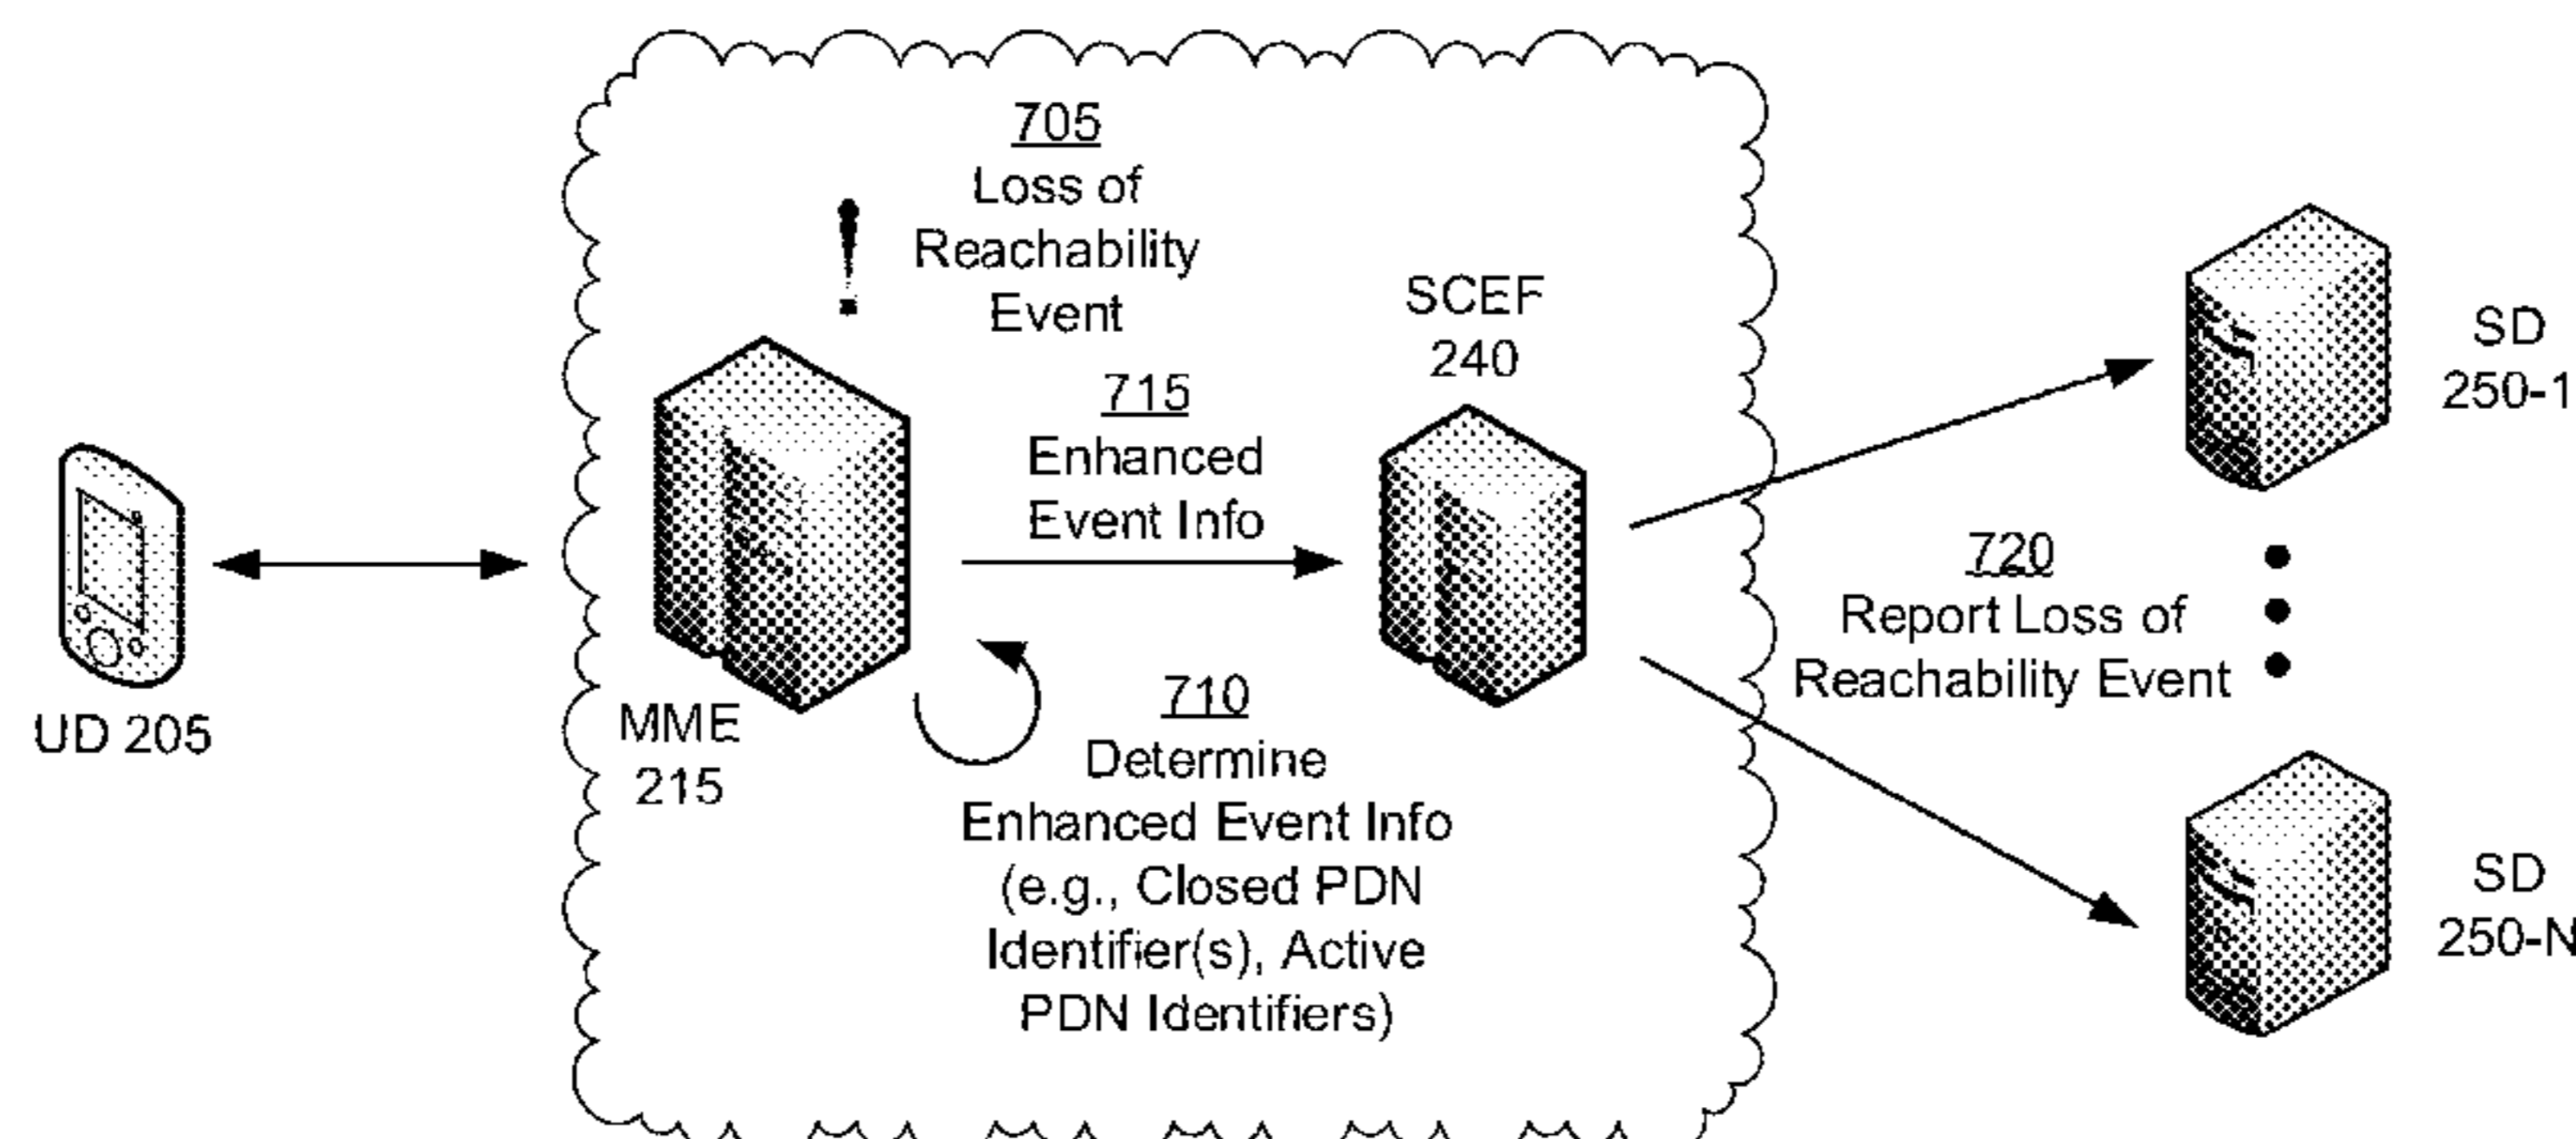 705
Loss of
Reachability
Event
SCEF
240
715
Enhanced
Event Info
SD
250-1
720
Report Loss of
Reachability Event
UD 205
MME
215
710
Determine
Enhanced Event Info
(e.g., Closed PDN
Identifier(s), Active
PDN Identifiers)
SD
250-N